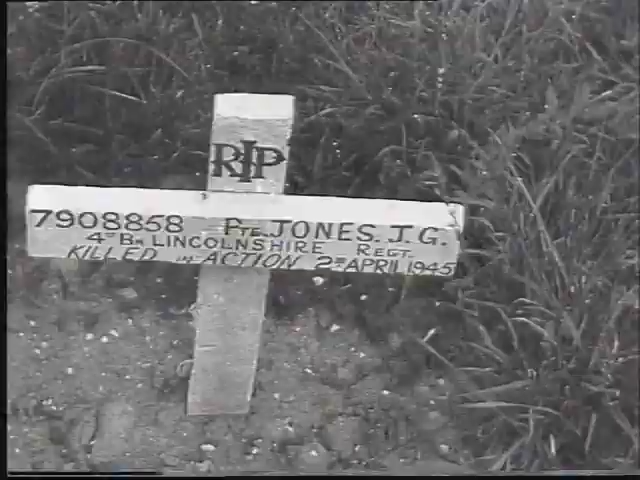 RIP
7908858 PTE. JONES. J. G.
4TH BN LINCOLNSHIRE REGT.
KILLED IN ACTION 2ND APRIL 1945